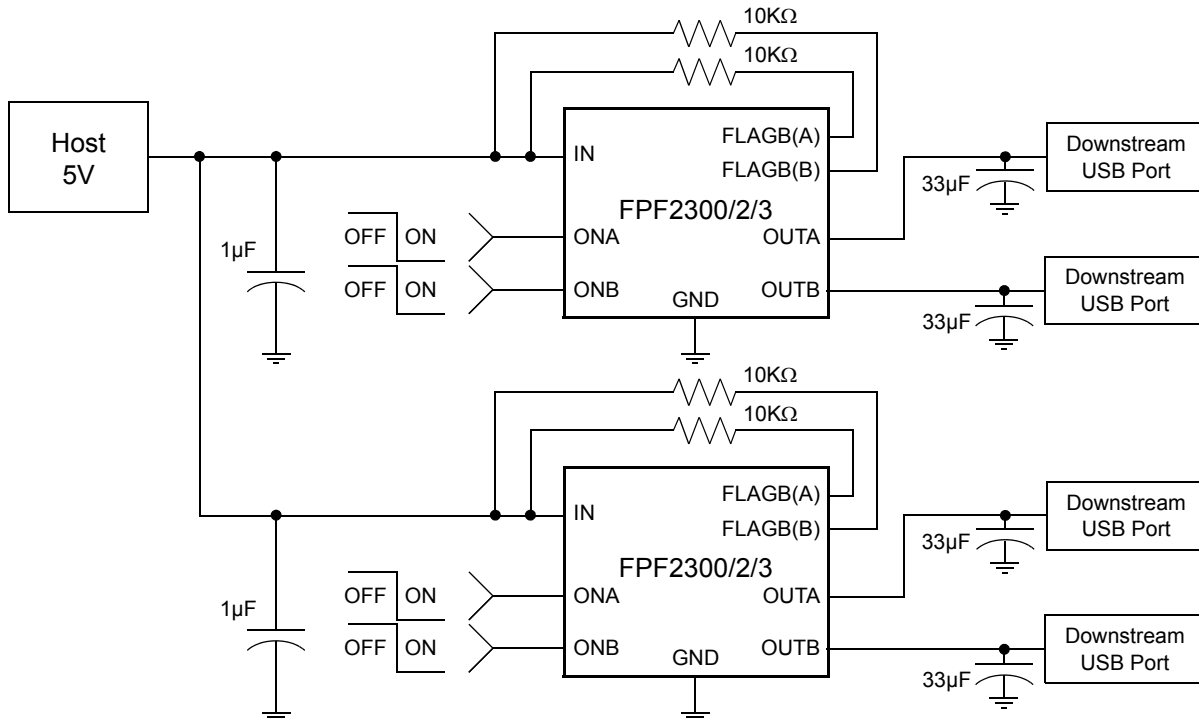 10KΩ
10KΩ
Host
5V
IN
FLAGB(A)
FLAGB(B)
Downstream
USB Port
33µF
FPF2300/2/3
OFF ON
ONA
OUTA
1µF
OFF ON
ONB
GND
OUTB
Downstream
USB Port
33µF
10KΩ
10KΩ
IN
FLAGB(A)
FLAGB(B)
Downstream
USB Port
33µF
FPF2300/2/3
OFF ON
ONA
OUTA
1µF
OFF ON
ONB
GND
OUTB
Downstream
USB Port
33µF